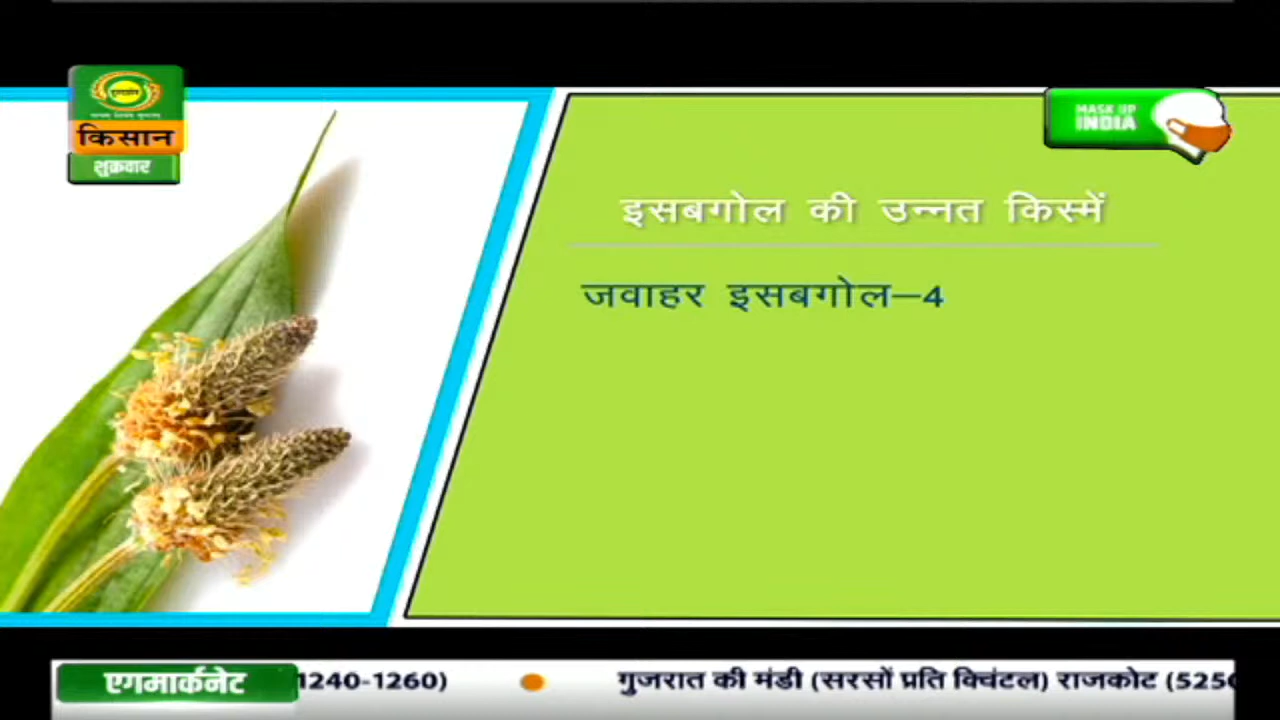 किसान
शुक्रवार
MASK UP
INDIA
इसबगोल की उन्नत किस्में
जवाहर इसबगोल–4
एगमार्कनेट
1240-1260)
गुजरात की मंडी (सरसों प्रति क्विंटल) राजकोट (525